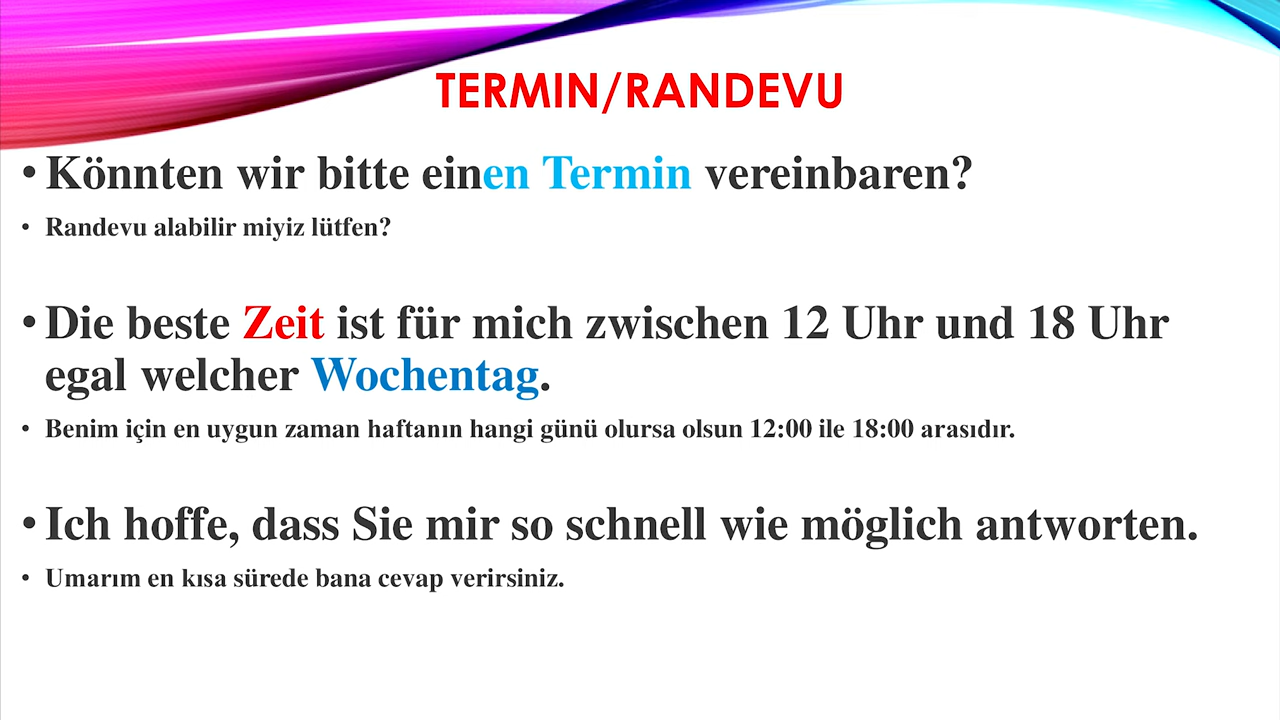 TERMIN/RANDEVU
• Könnten wir bitte einen Termin vereinbaren?
• Randevu alabilir miyiz lütfen?
• Die beste Zeit ist für mich zwischen 12 Uhr und 18 Uhr
egal welcher Wochentag.
• Benim için en uygun zaman haftanın hangi günü olursa olsun 12:00 ile 18:00 arasıdır.
• Ich hoffe, dass Sie mir so schnell wie möglich antworten.
• Umarım en kısa sürede bana cevap verirsiniz.